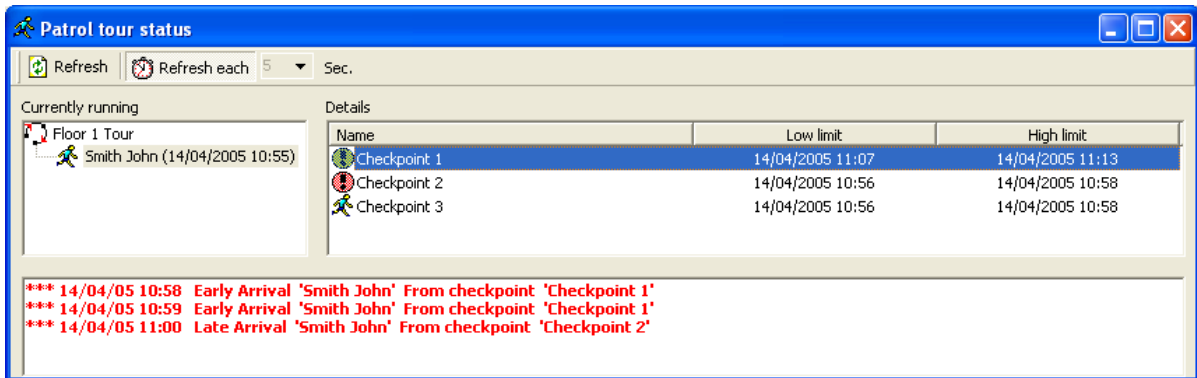 Patrol tour status
Refresh Refresh each 5 Sec.
Currently running
Floor 1 Tour
Smith John (14/04/2005 10:55)
Details
Name Low limit High limit
Checkpoint 1 14/04/2005 11:07 14/04/2005 11:13
Checkpoint 2 14/04/2005 10:56 14/04/2005 10:58
Checkpoint 3 14/04/2005 10:56 14/04/2005 10:58
*** 14/04/05 10:58 Early Arrival 'Smith John' From checkpoint 'Checkpoint 1'
*** 14/04/05 10:59 Early Arrival 'Smith John' From checkpoint 'Checkpoint 1'
*** 14/04/05 11:00 Late Arrival 'Smith John' From checkpoint 'Checkpoint 2'